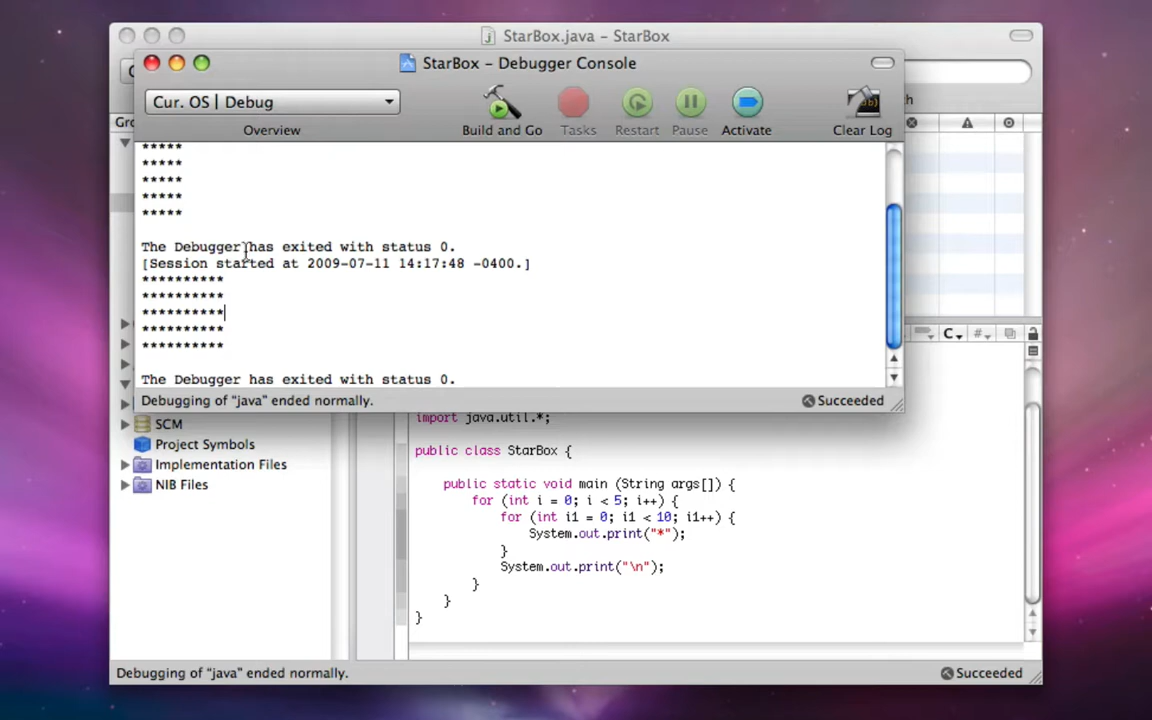 StarBox.java – StarBox
StarBox – Debugger Console
Cur. OS | Debug
Overview
Build and Go
Tasks
Restart
Pause
Activate
Clear Log
*****
*****
*****
*****
*****
The Debugger has exited with status 0.
[Session started at 2009-07-11 14:17:48 -0400.]
**********
**********
**********
**********
**********
The Debugger has exited with status 0.
Debugging of "java" ended normally.
Succeeded
C
#
SCM
Project Symbols
Implementation Files
NIB Files
import java.util.*;
public class StarBox {
public static void main (String args[]) {
for (int i = 0; i < 5; i++) {
for (int i1 = 0; i1 < 10; i1++) {
System.out.print("*");
}
System.out.print("\n");
}
}
}
Debugging of "java" ended normally.
Succeeded